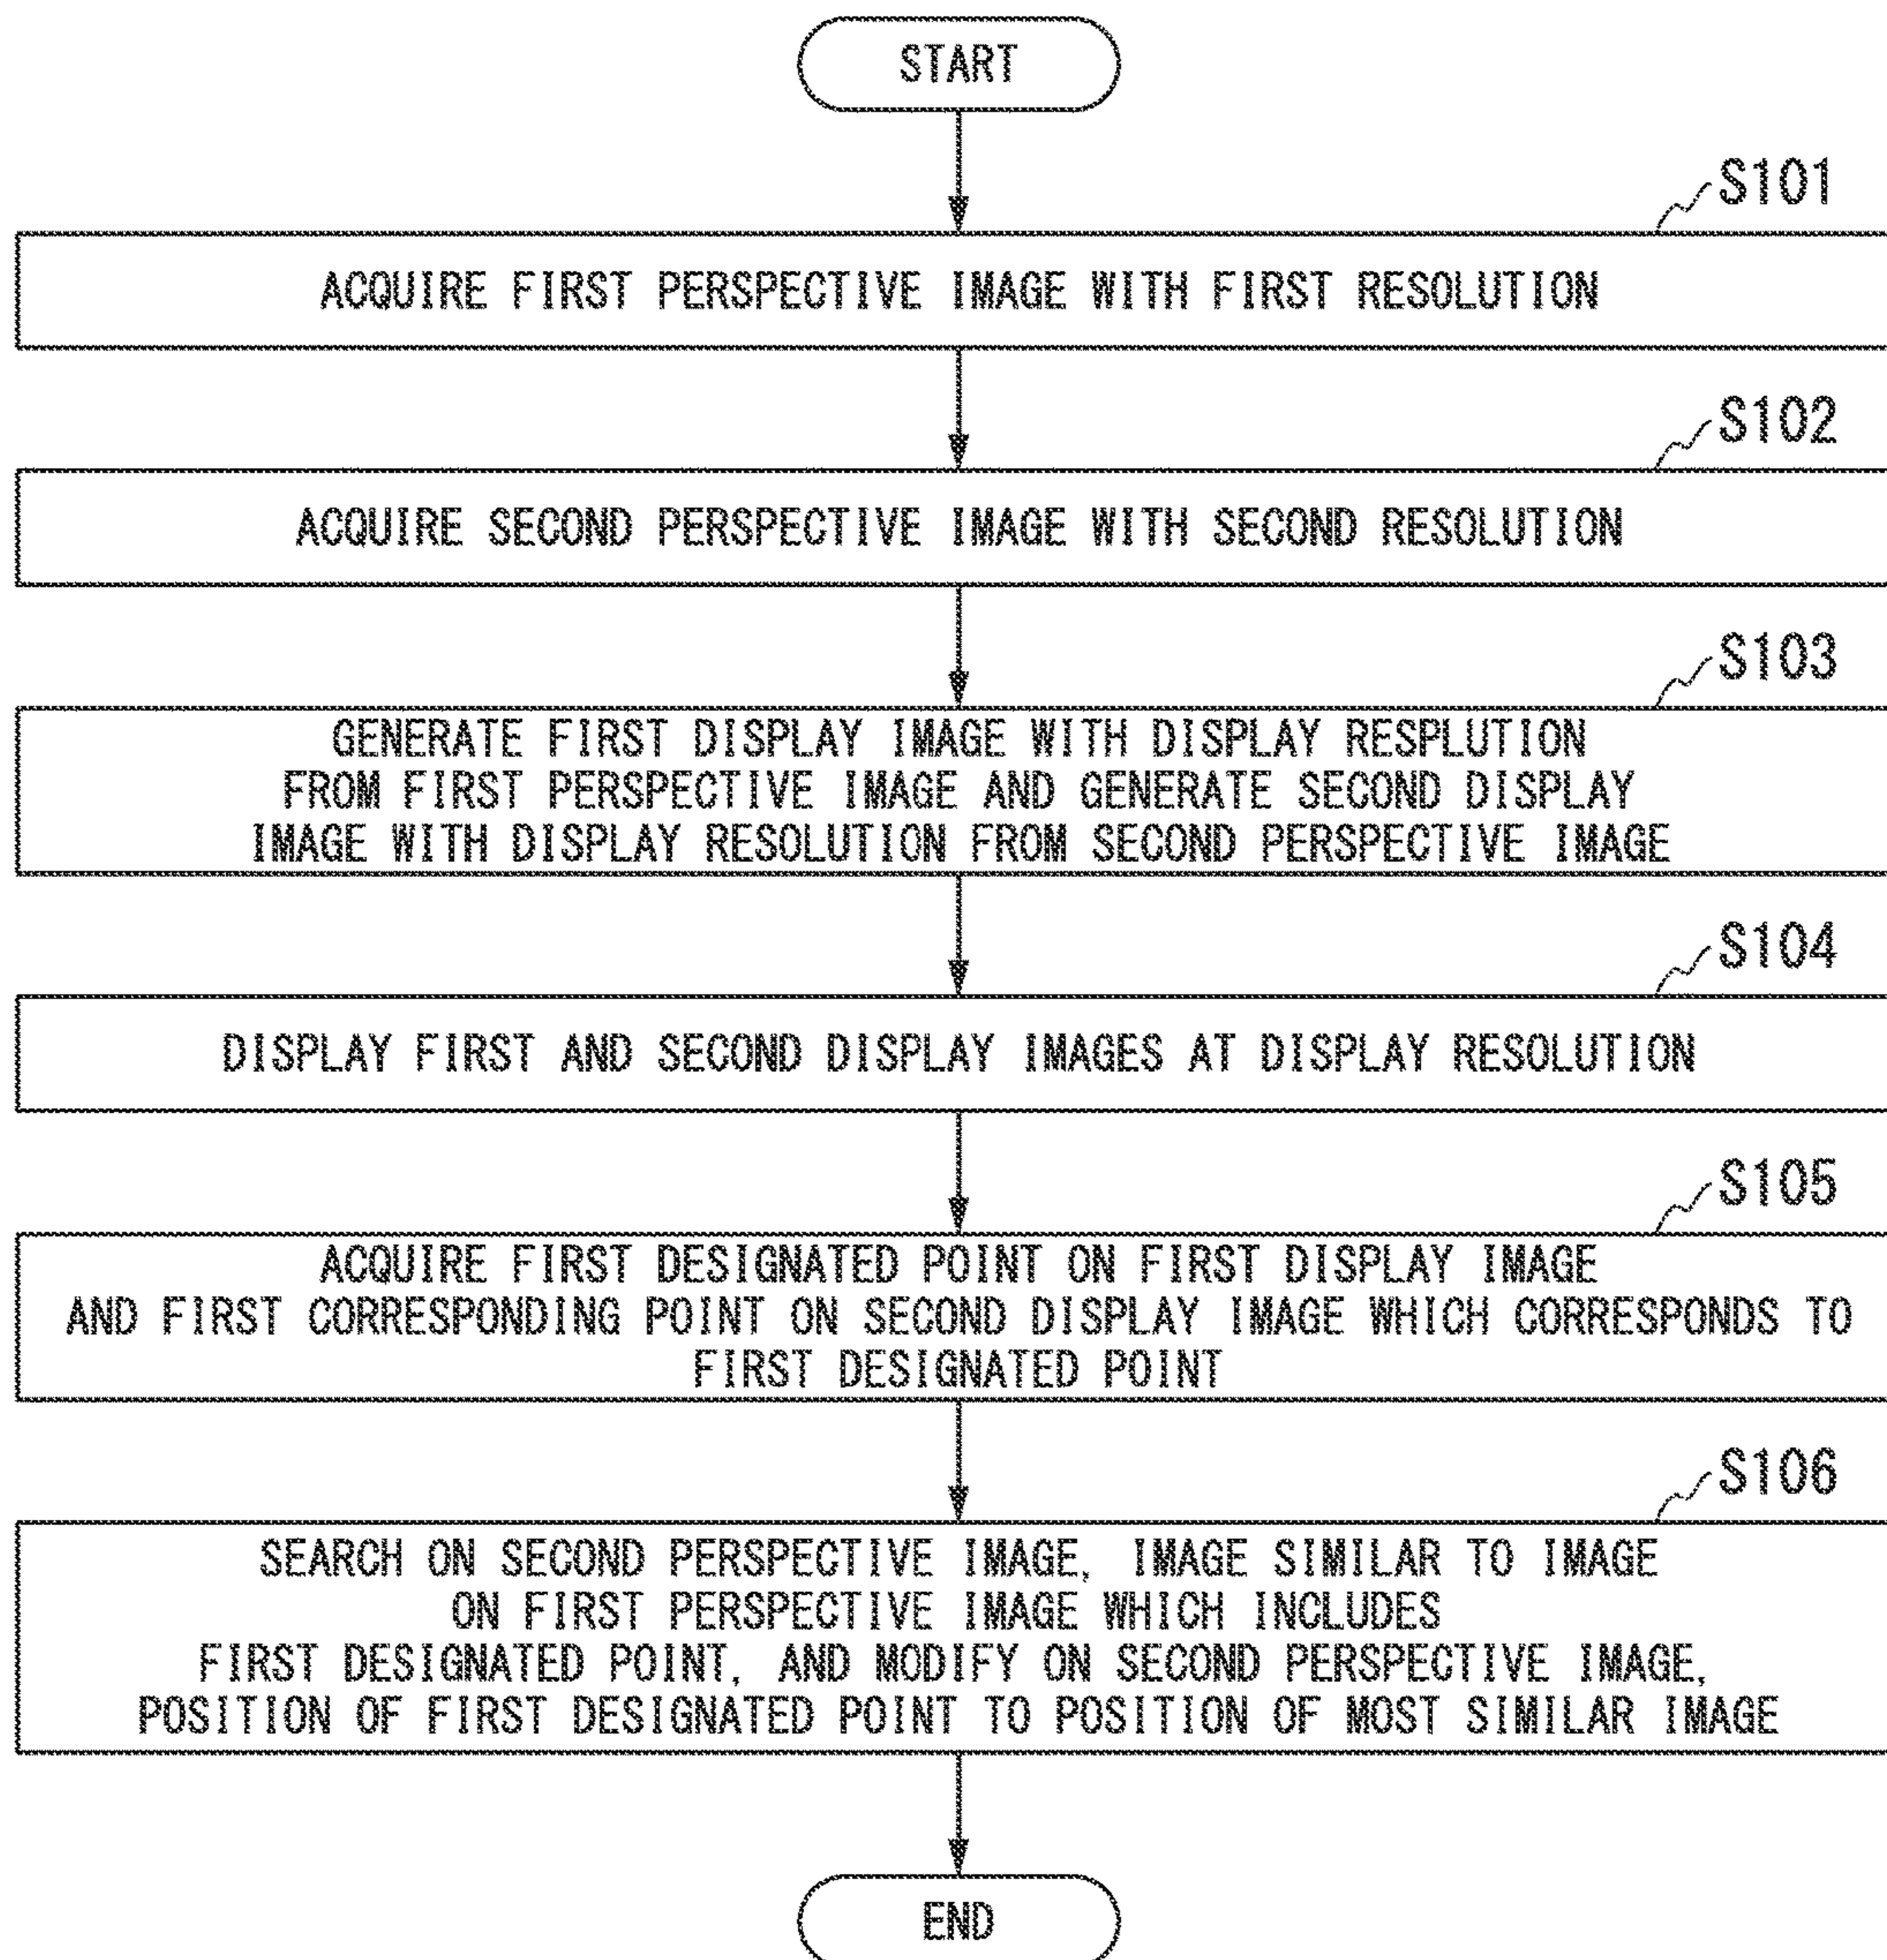 START
S101
ACQUIRE FIRST PERSPECTIVE IMAGE WITH FIRST RESOLUTION
S102
ACQUIRE SECOND PERSPECTIVE IMAGE WITH SECOND RESOLUTION
S103
GENERATE FIRST DISPLAY IMAGE WITH DISPLAY RESPLUTION
FROM FIRST PERSPECTIVE IMAGE AND GENERATE SECOND DISPLAY
IMAGE WITH DISPLAY RESOLUTION FROM SECOND PERSPECTIVE IMAGE
S104
DISPLAY FIRST AND SECOND DISPLAY IMAGES AT DISPLAY RESOLUTION
S105
ACQUIRE FIRST DESIGNATED POINT ON FIRST DISPLAY IMAGE
AND FIRST CORRESPONDING POINT ON SECOND DISPLAY IMAGE WHICH CORRESPONDS TO
FIRST DESIGNATED POINT
S106
SEARCH ON SECOND PERSPECTIVE IMAGE, IMAGE SIMILAR TO IMAGE
ON FIRST PERSPECTIVE IMAGE WHICH INCLUDES
FIRST DESIGNATED POINT, AND MODIFY ON SECOND PERSPECTIVE IMAGE,
POSITION OF FIRST DESIGNATED POINT TO POSITION OF MOST SIMILAR IMAGE
END